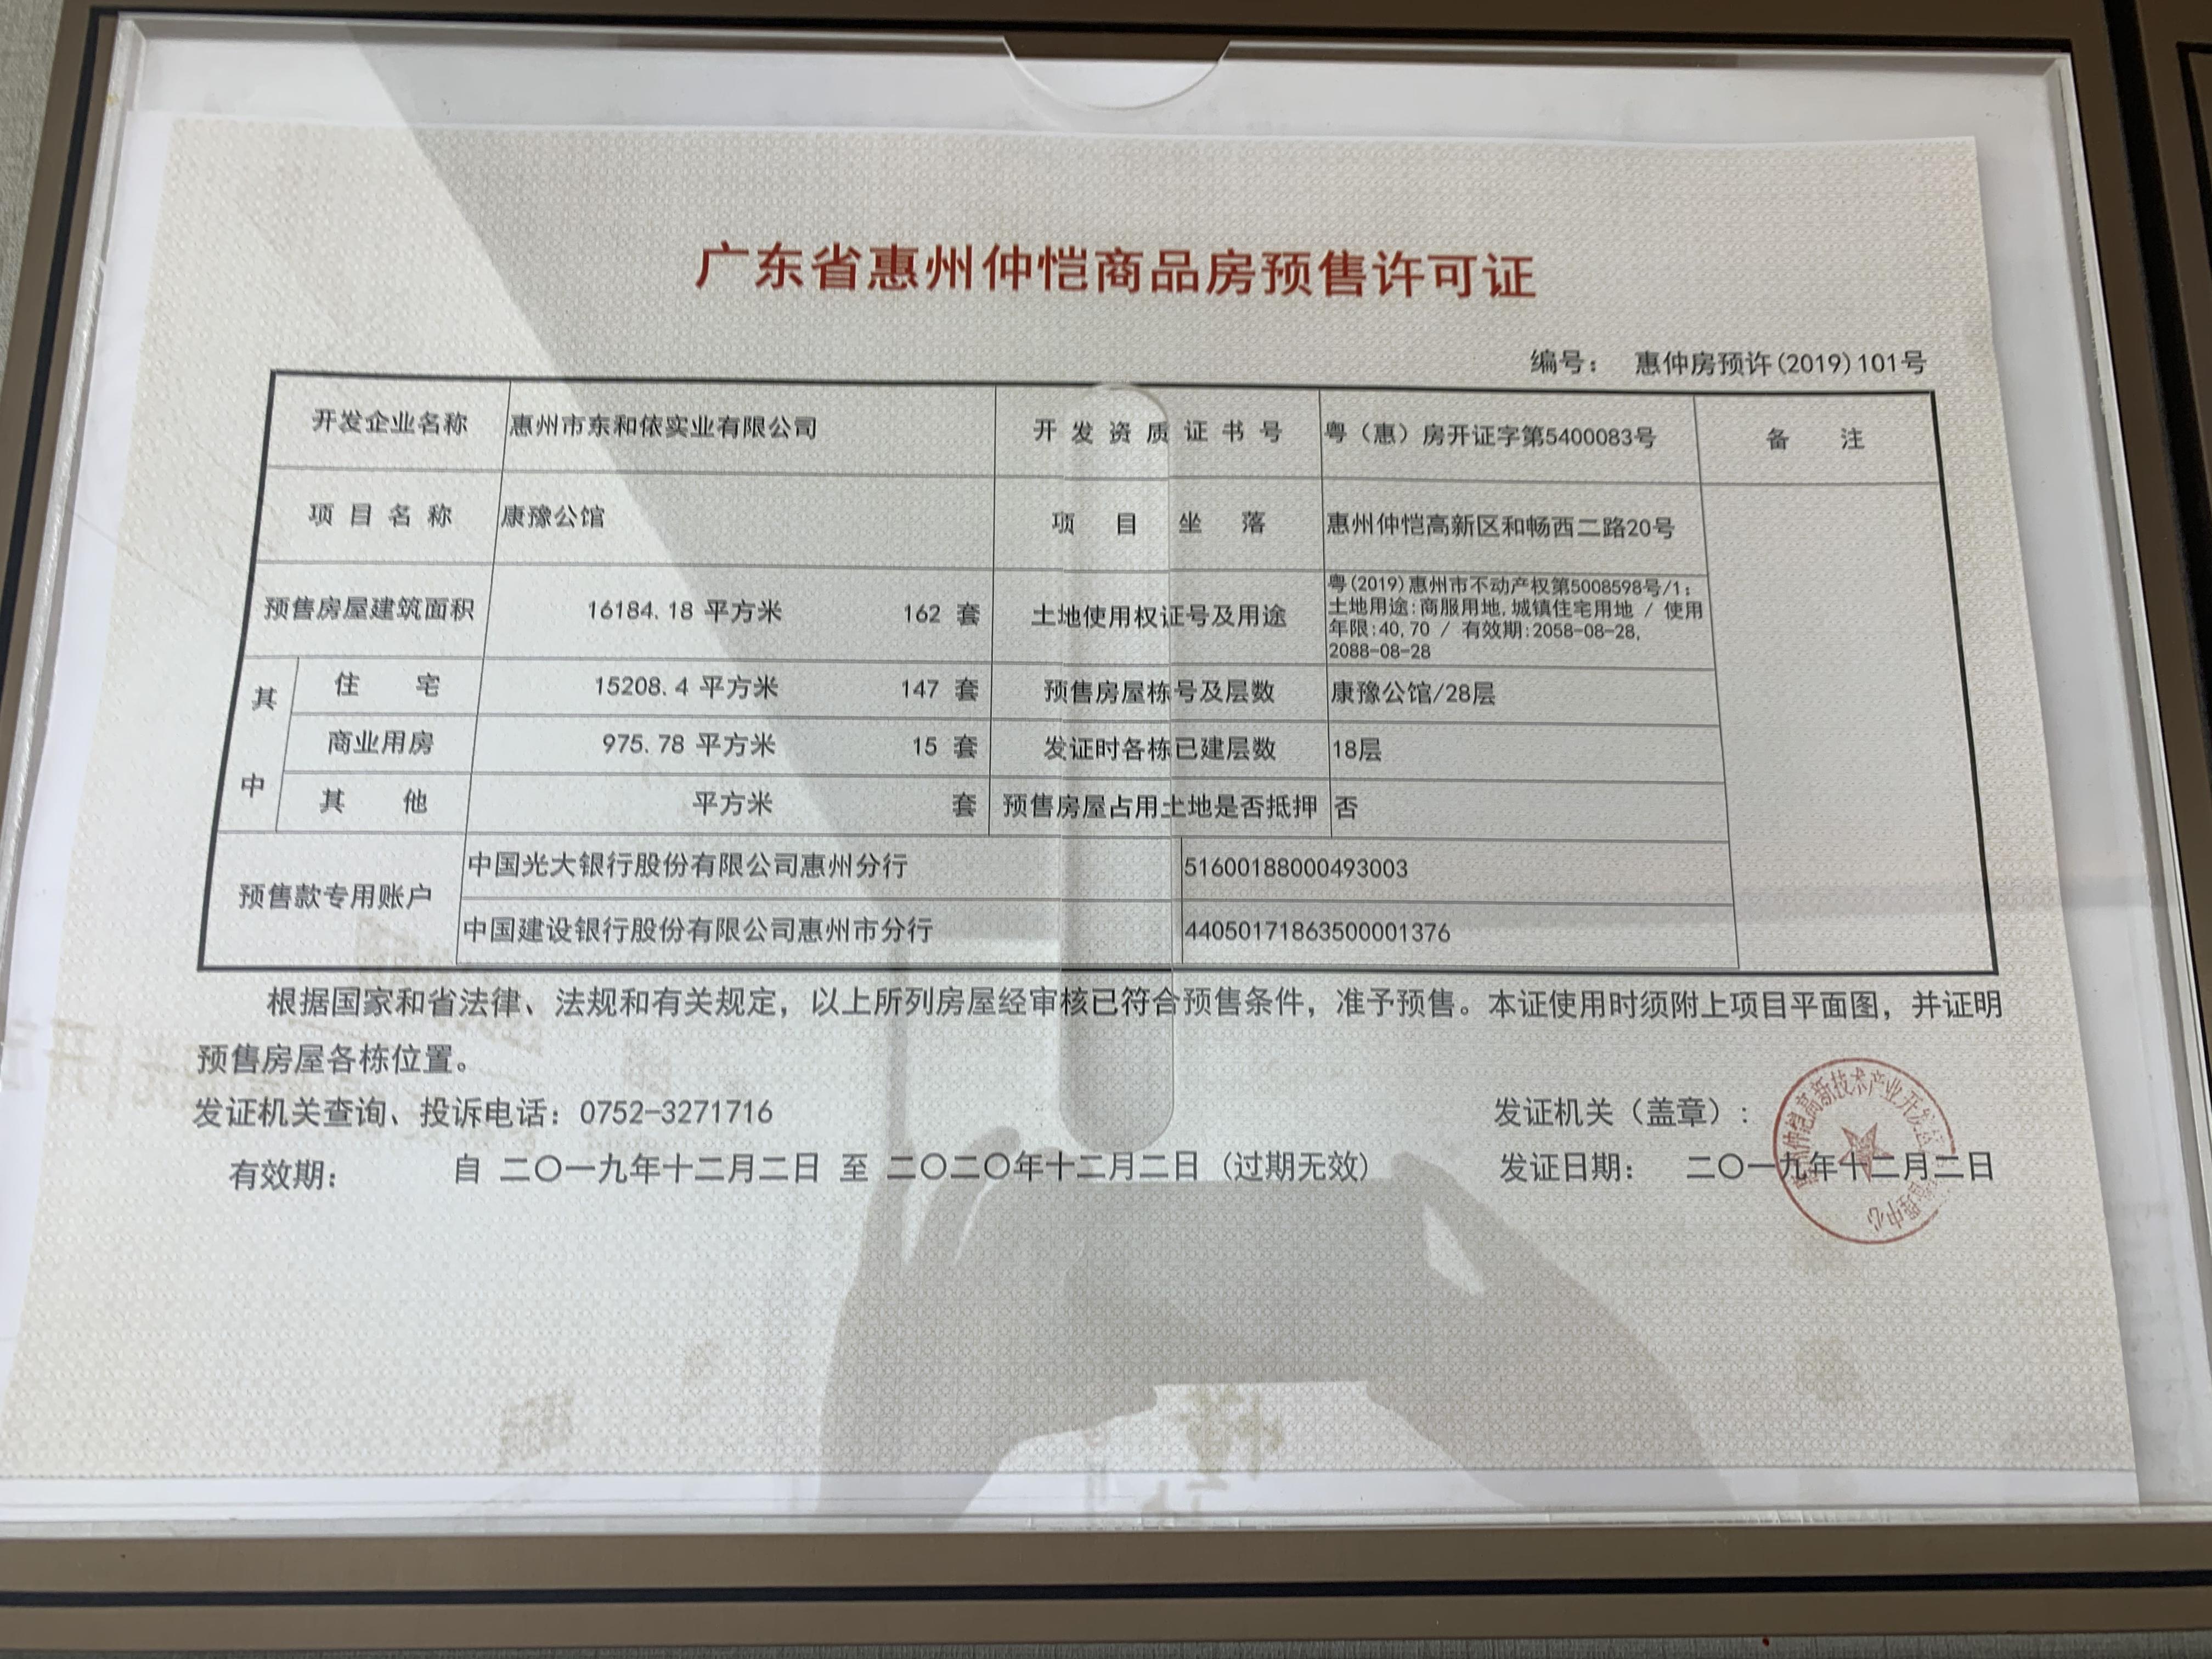 广东省惠州仲恺商品房预售许可证
编号： 惠仲房预许(2019)101号
开发企业名称 惠州市东和依实业有限公司 开发资质证书号 粤（惠）房开证字第5400083号 备 注
项目名称 康豫公馆 项目坐落 惠州仲恺高新区和畅西二路20号
预售房屋建筑面积 16184.18 平方米 162 套 土地使用权证号及用途 粤(2019)惠州市不动产权第5008598号/1:
土地用途:商服用地,城镇住宅用地 / 使用
年限:40,70 / 有效期:2058-08-28,
2088-08-28
其中 住 宅 15208.4 平方米 147 套 预售房屋栋号及层数 康豫公馆/28层
商业用房 975.78 平方米 15 套 发证时各栋已建层数 18层
其 他 平方米 套 预售房屋占用土地是否抵押 否
预售款专用账户 中国光大银行股份有限公司惠州分行 51600188000493003
中国建设银行股份有限公司惠州市分行 44050171863500001376
根据国家和省法律、法规和有关规定，以上所列房屋经审核已符合预售条件，准予预售。本证使用时须附上项目平面图，并证明
预售房屋各栋位置。
发证机关查询、投诉电话：0752-3271716 发证机关（盖章）:
有效期： 自 二〇一九年十二月二日 至 二〇二〇年十二月二日 (过期无效) 发证日期： 二〇一九年十二月二日
仲恺高新技术产业开发
管理中心